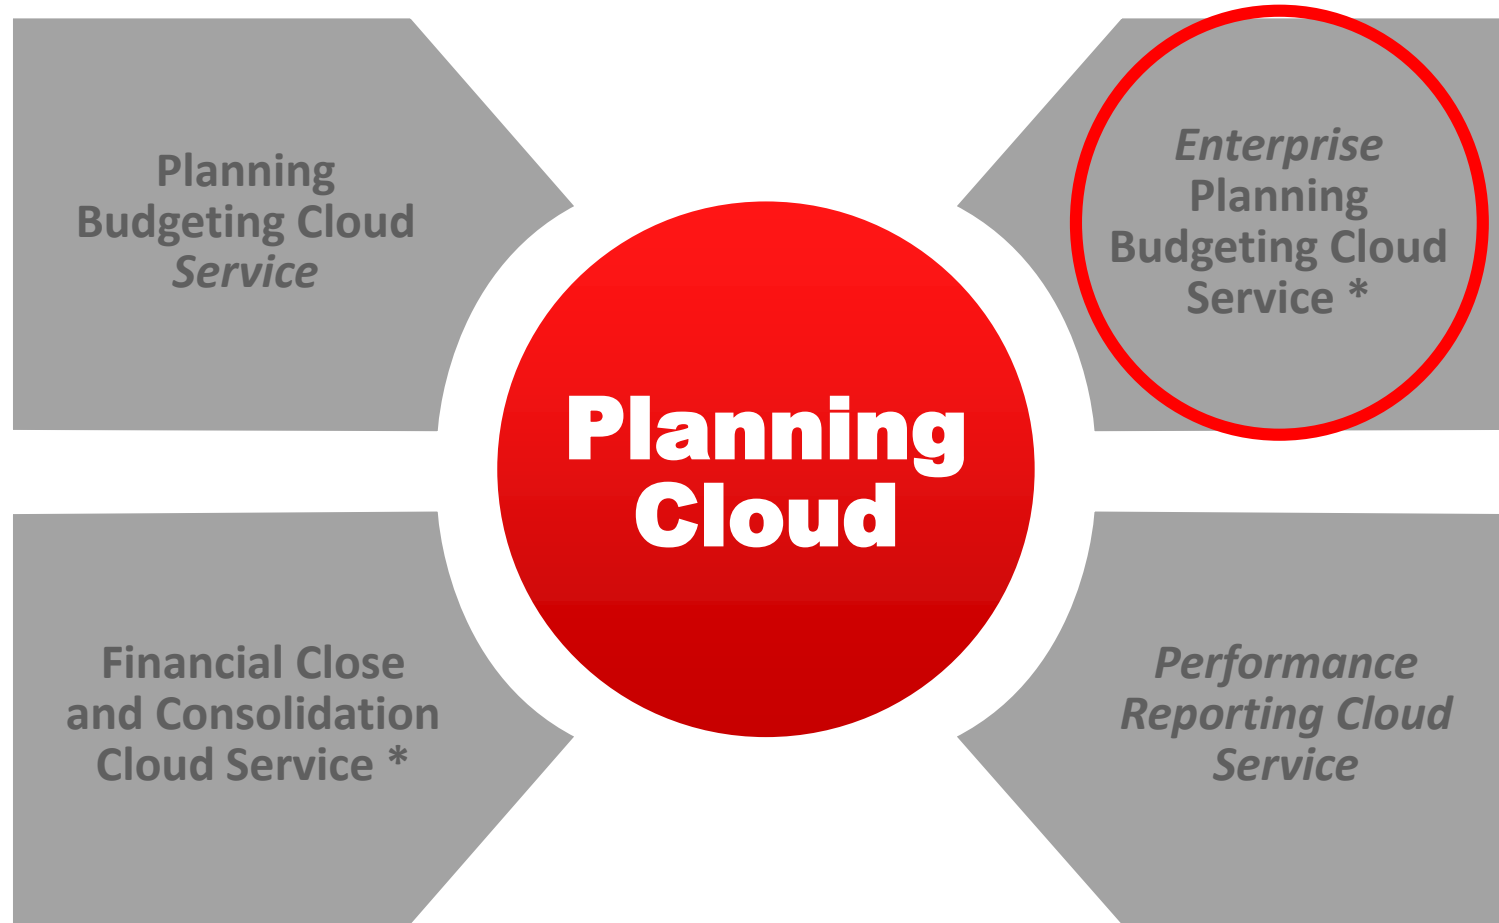 Planning
Budgeting Cloud
Service
Enterprise
Planning
Budgeting Cloud
Service *
Planning
Cloud
Financial Close
and Consolidation
Cloud Service *
Performance
Reporting Cloud
Service